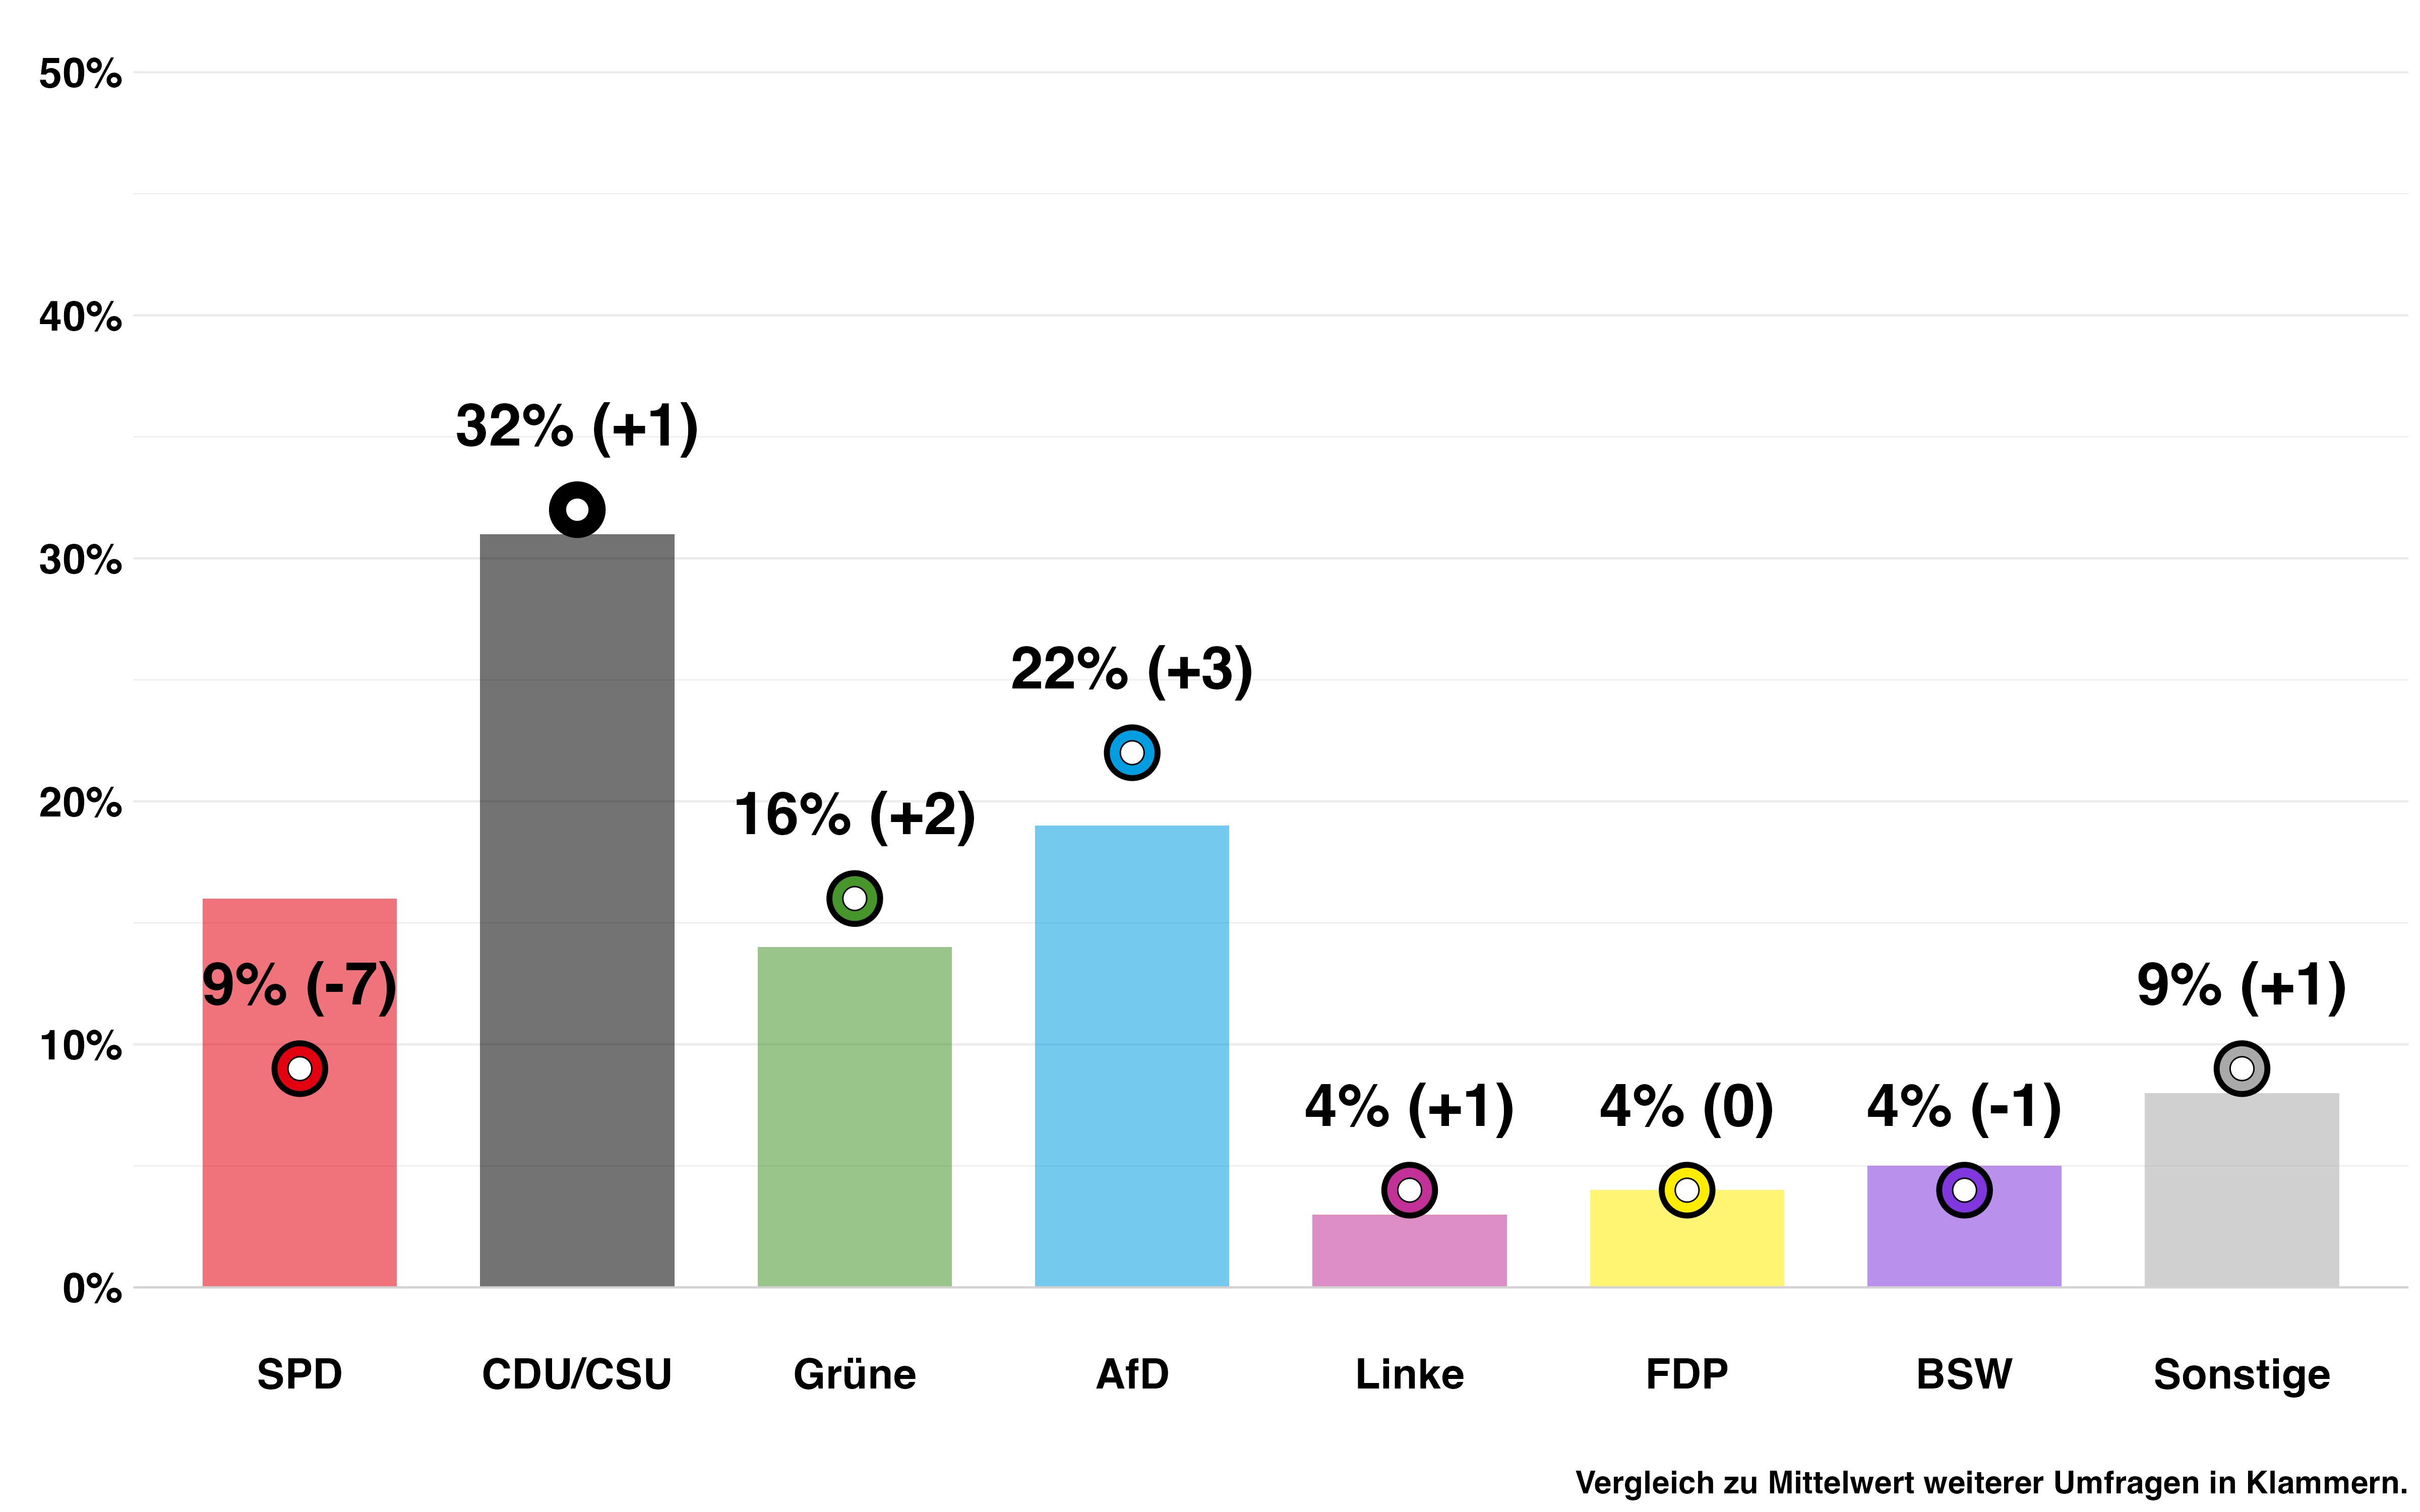 50%
40%
32% (+1)
30%
22% (+3)
20%
16% (+2)
9% (-7)
9% (+1)
10%
4% (+1)
4% (0)
4% (-1)
0%
SPD
CDU/CSU
Grüne
AfD
Linke
FDP
BSW
Sonstige
Vergleich zu Mittelwert weiterer Umfragen in Klammern.